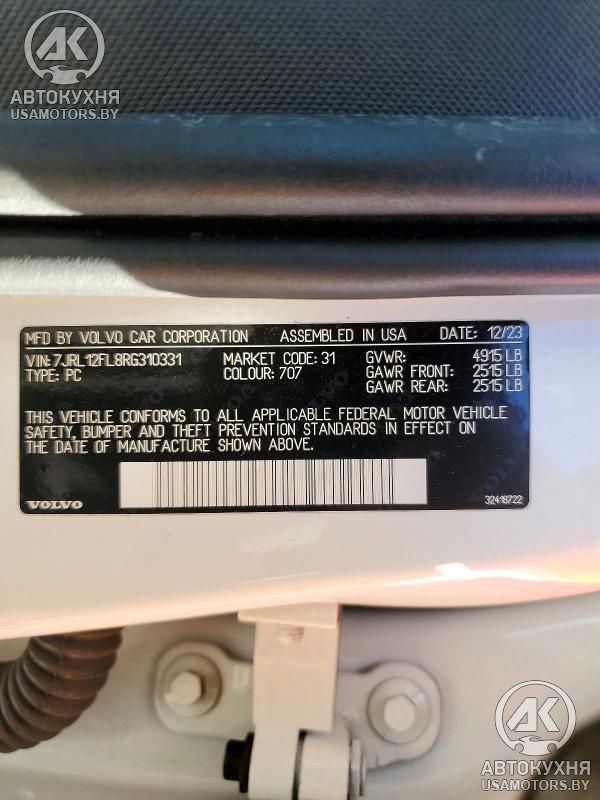 АК
АВТОКУХНЯ
USAMOTORS.BY
MFD BY VOLVO CAR CORPORATION ASSEMBLED IN USA DATE: 12/23
VIN: 7JRL12FL8RG310331 MARKET CODE: 31 GVWR: 4915 LB
TYPE: PC COLOUR: 707 GAWR FRONT: 2515 LB
GAWR REAR: 2515 LB
THIS VEHICLE CONFORMS TO ALL APPLICABLE FEDERAL MOTOR VEHICLE
SAFETY, BUMPER AND THEFT PREVENTION STANDARDS IN EFFECT ON
THE DATE OF MANUFACTURE SHOWN ABOVE.
VOLVO 32418722
АК
АВТОКУХНЯ
USAMOTORS.BY